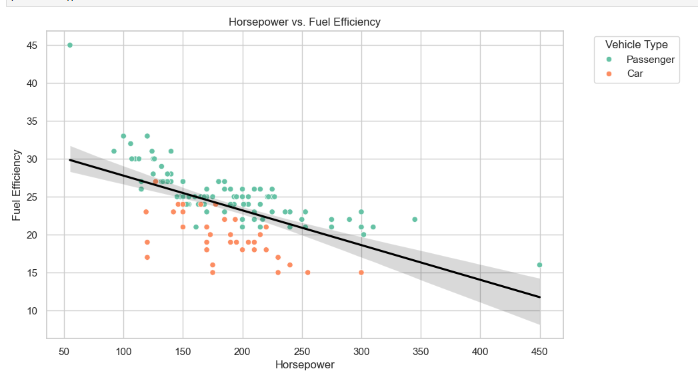 Horsepower vs. Fuel Efficiency
Vehicle Type
Passenger
Car
45
40
35
30
25
20
15
10
Fuel Efficiency
50 100 150 200 250 300 350 400 450
Horsepower